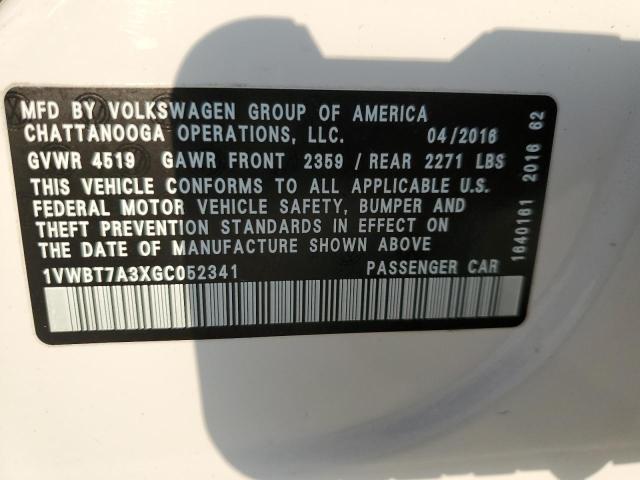 MFD BY VOLKSWAGEN GROUP OF AMERICA
CHATTANOOGA OPERATIONS, LLC. 04/2016
GVWR 4519 GAWR FRONT 2359 / REAR 2271 LBS
THIS VEHICLE CONFORMS TO ALL APPLICABLE U.S.
FEDERAL MOTOR VEHICLE SAFETY, BUMPER AND
THEFT PREVENTION STANDARDS IN EFFECT ON
THE DATE OF MANUFACTURE SHOWN ABOVE
1VWBT7A3XGC052341 PASSENGER CAR
1640161 2016 62